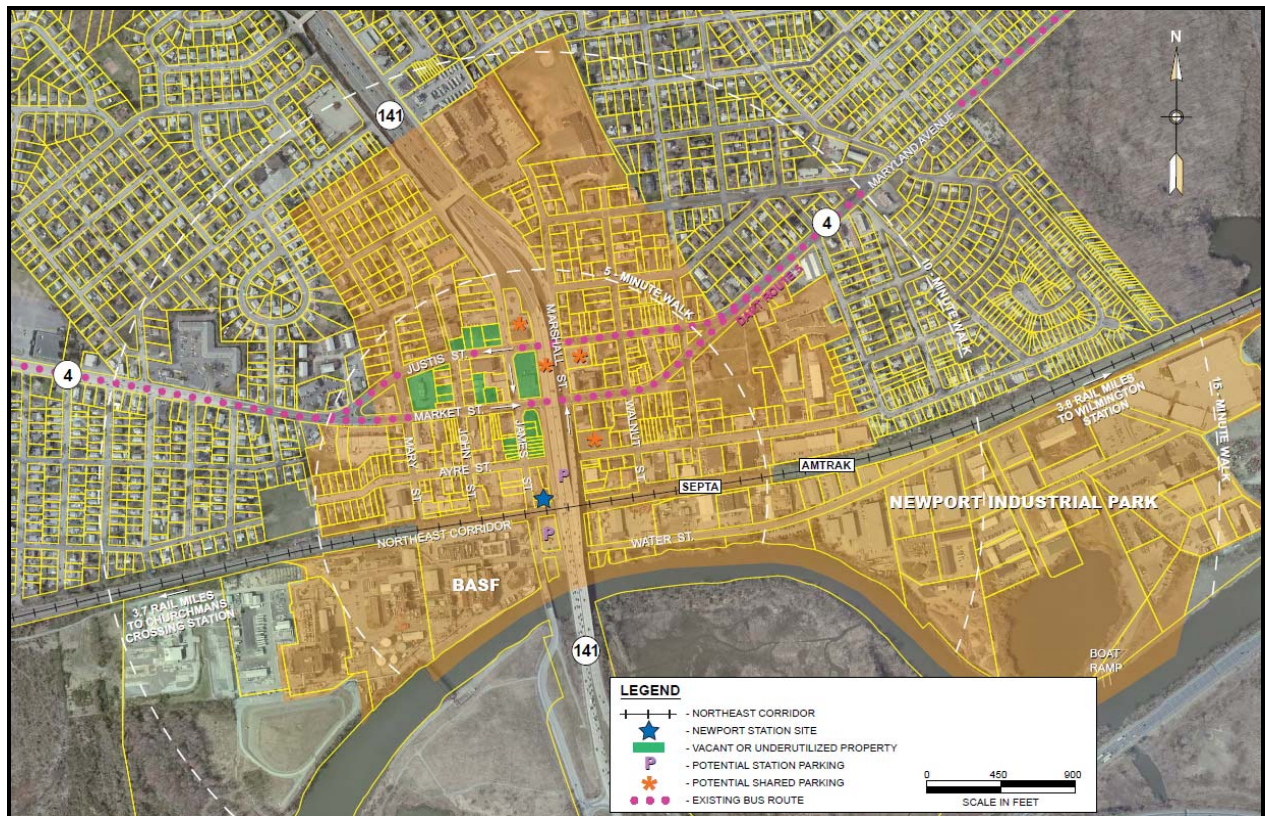 N
141
MARYLAND AVENUE
4
5 - MINUTE WALK
10 - MINUTE WALK
DART ROUTE 5
MARSHALL ST.
JUSTIS ST.
4
MARKET ST.
MARY ST.
JOHN ST.
JAMES ST.
WALNUT ST.
AYRE ST.
P
3.8 RAIL MILES
TO WILMINGTON
STATION
15 - MINUTE WALK
AMTRAK
SEPTA
NEWPORT INDUSTRIAL PARK
NORTHEAST CORRIDOR
P
WATER ST.
BASF
3.7 RAIL MILES
TO CHURCHMANS
CROSSING STATION
141
BOAT
RAMP
LEGEND
- NORTHEAST CORRIDOR
- NEWPORT STATION SITE
- VACANT OR UNDERUTILIZED PROPERTY
P - POTENTIAL STATION PARKING
- POTENTIAL SHARED PARKING
- EXISTING BUS ROUTE
0 450 900
SCALE IN FEET